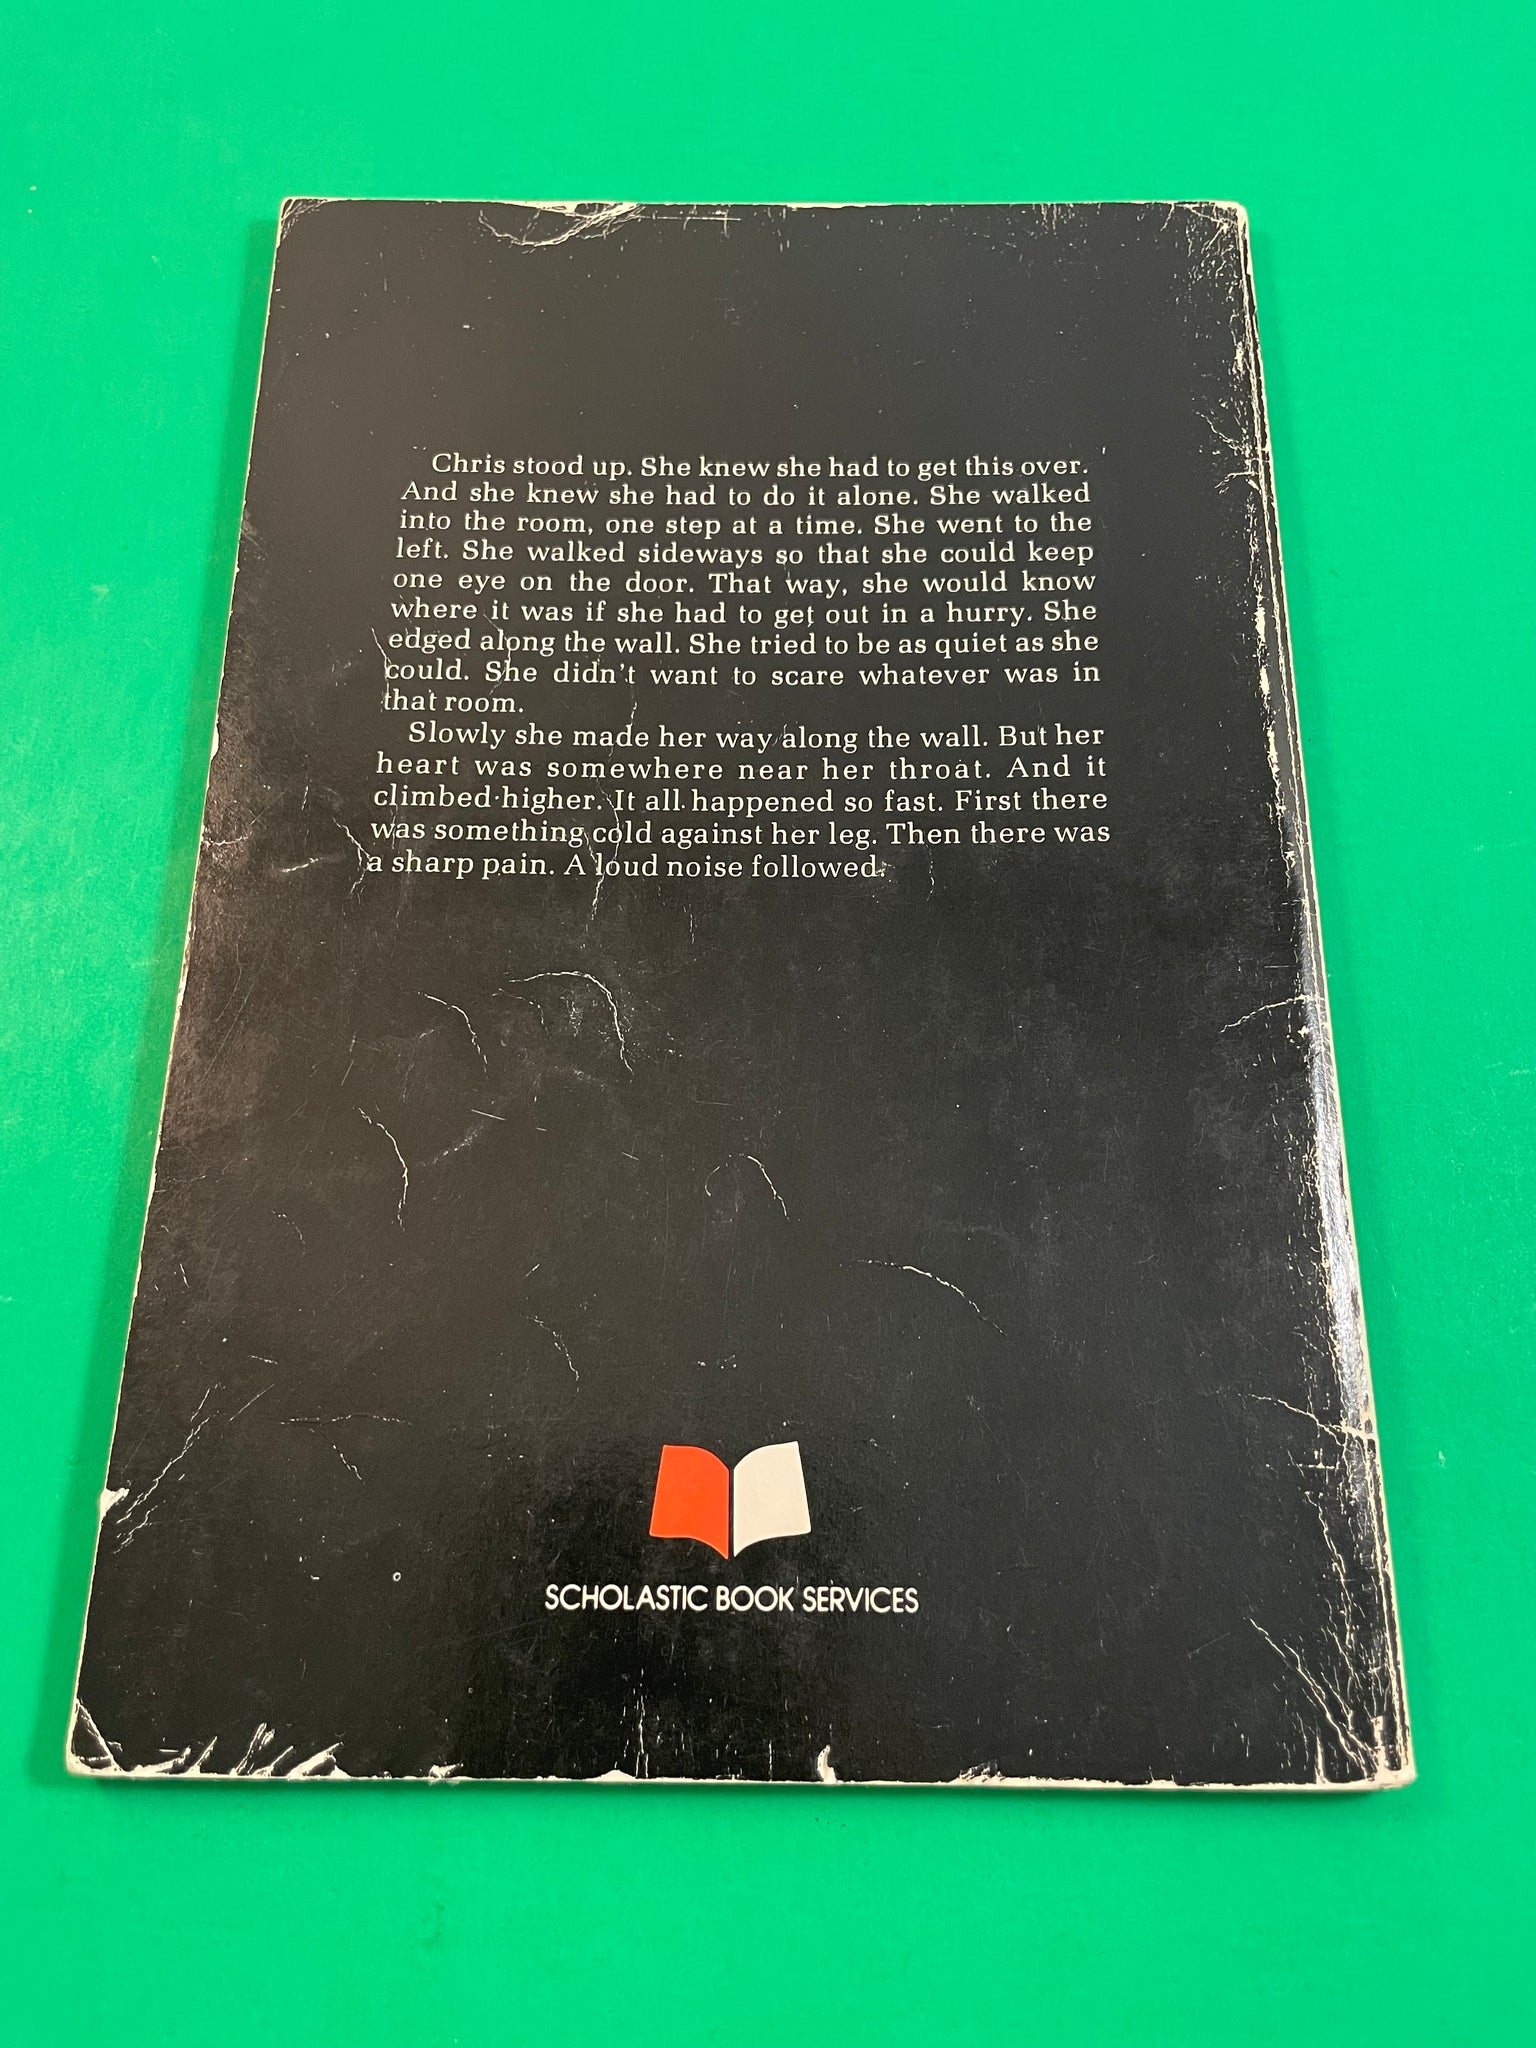 Chris stood up. She knew she had to get this over.
And she knew she had to do it alone. She walked
into the room, one step at a time. She went to the
left. She walked sideways so that she could keep
one eye on the door. That way, she would know
where it was if she had to get out in a hurry. She
edged along the wall. She tried to be as quiet as she
could. She didn't want to scare whatever was in
that room.
Slowly she made her way along the wall. But her
heart was somewhere near her throat. And it
climbed higher. It all happened so fast. First there
was something cold against her leg. Then there was
a sharp pain. A loud noise followed.
SCHOLASTIC BOOK SERVICES